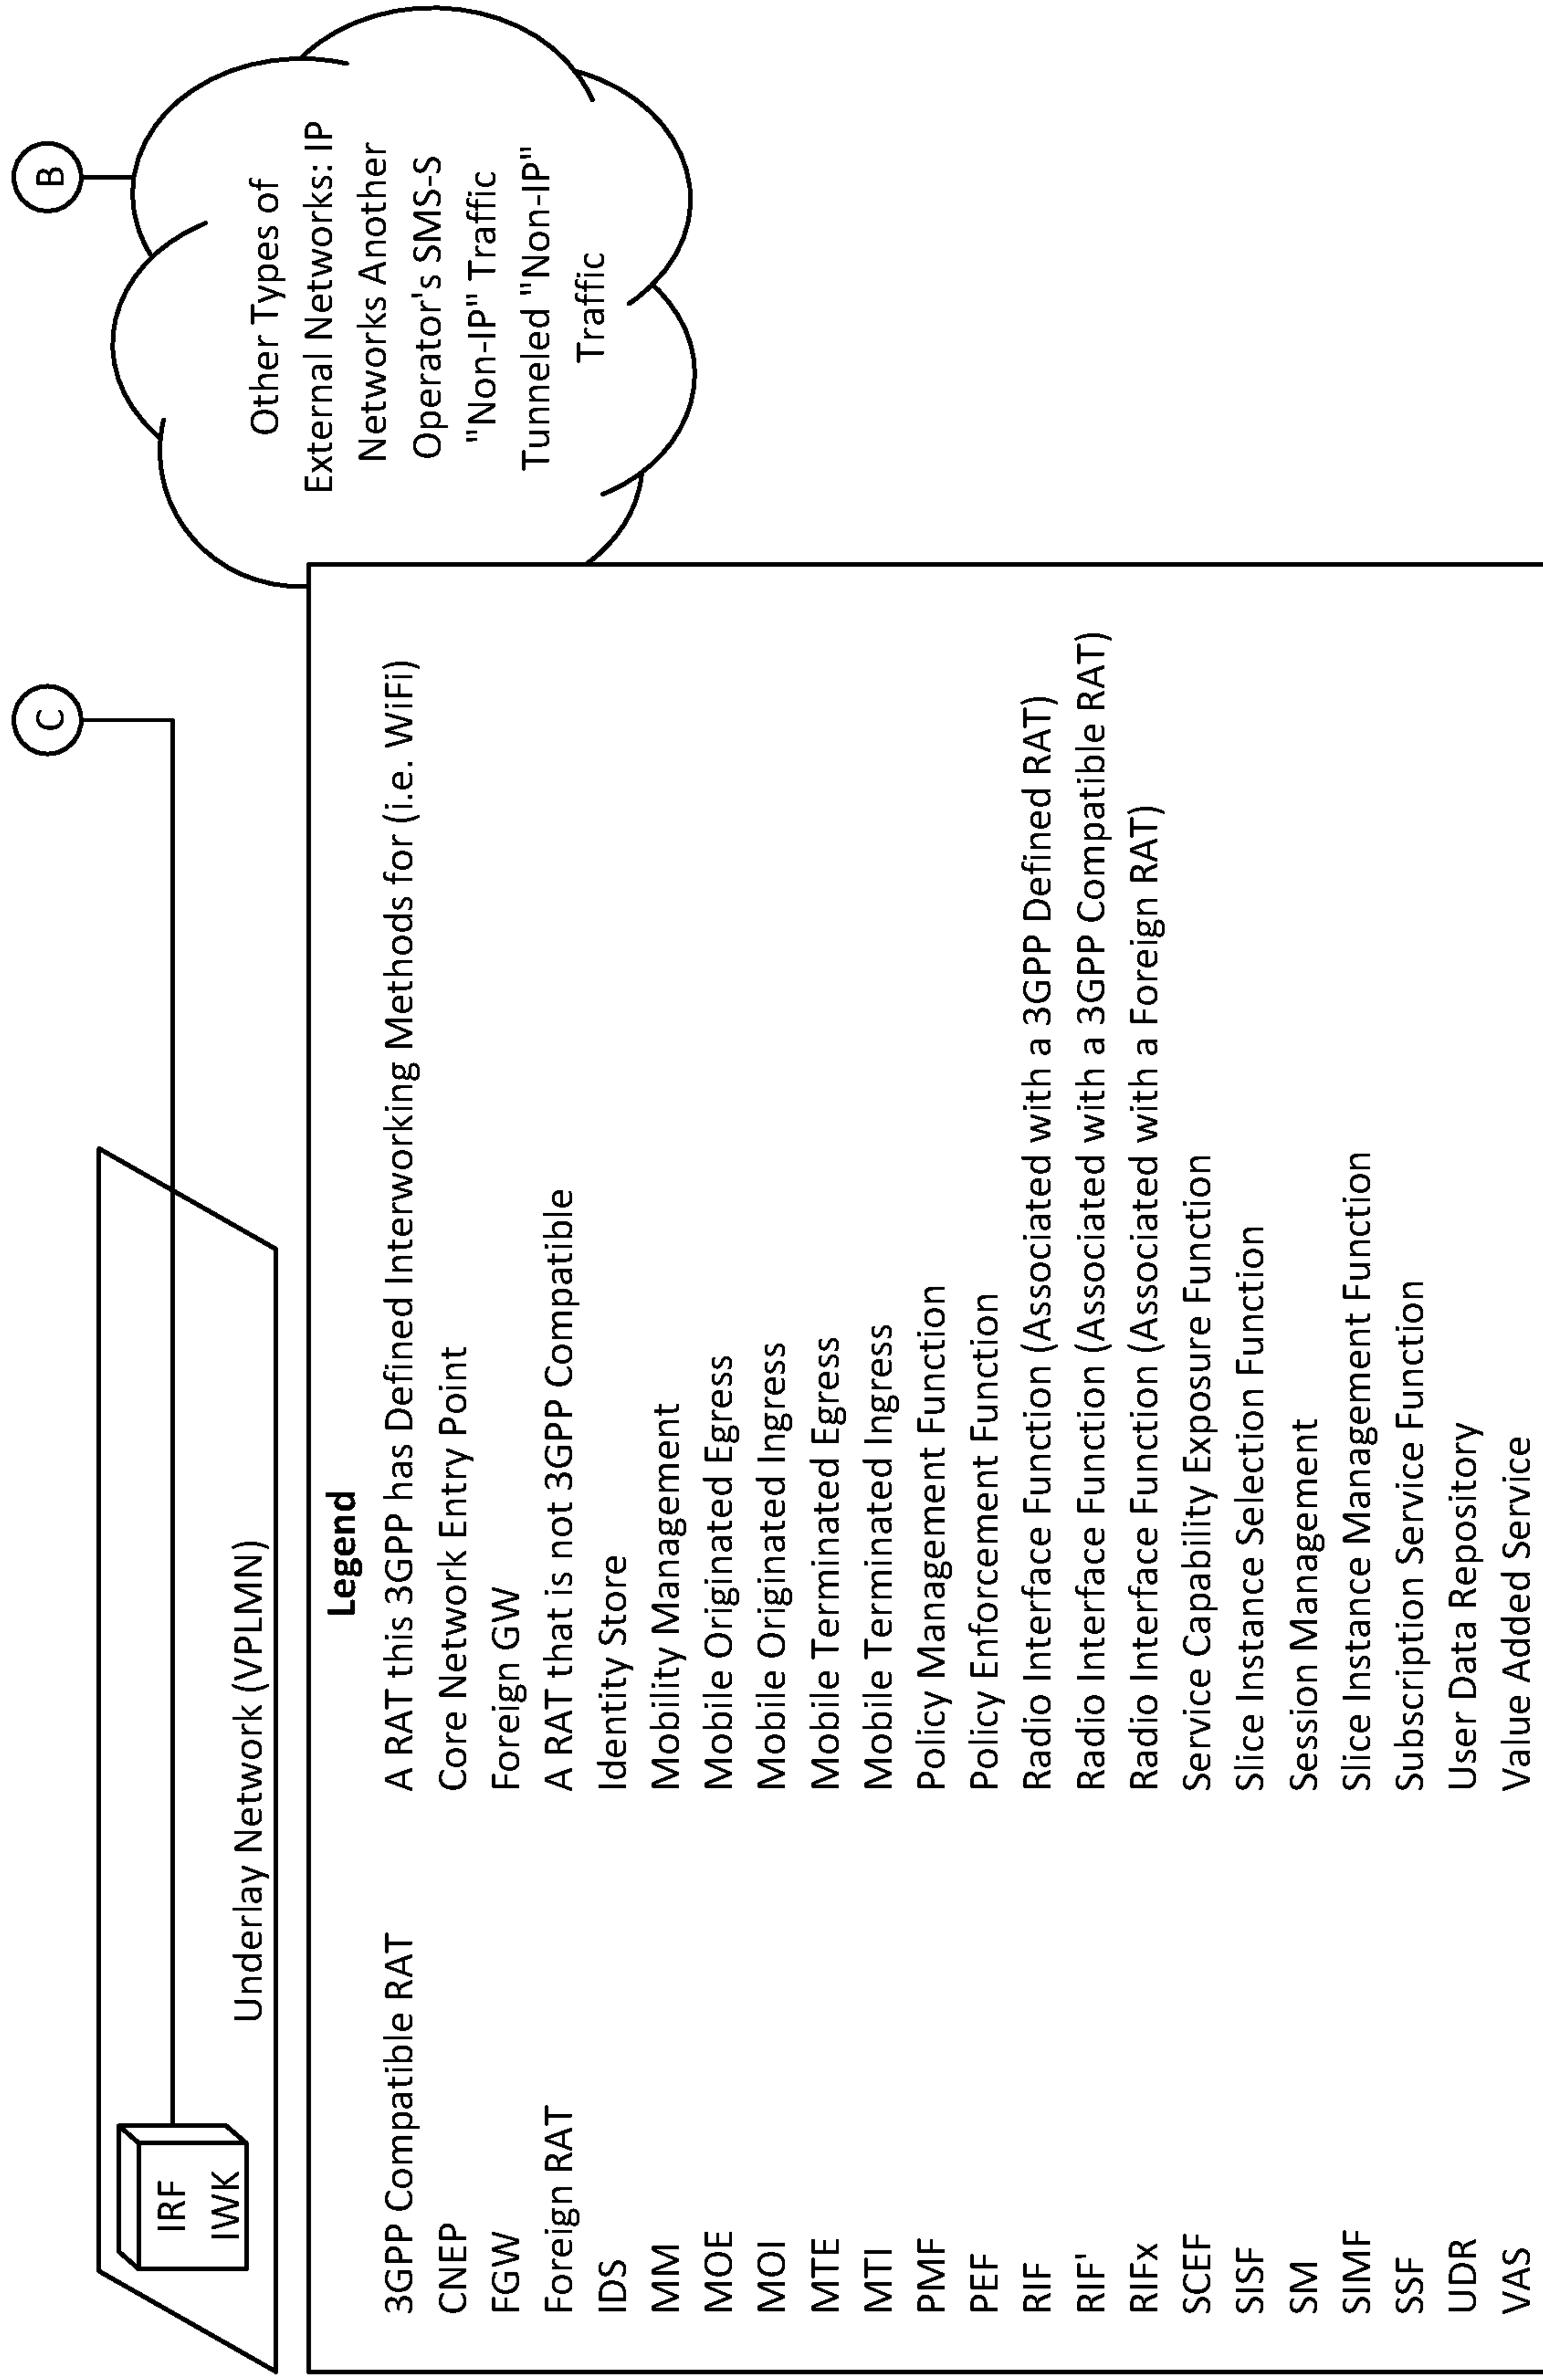 C
B
IRF
IWK
Underlay Network (VPLMN)
Other Types of
External Networks: IP
Networks Another
Operator's SMS-S
"Non-IP" Traffic
Tunneled "Non-IP"
Traffic
Legend
3GPP Compatible RAT A RAT this 3GPP has Defined Interworking Methods for (i.e. WiFi)
CNEP Core Network Entry Point
FGW Foreign GW
Foreign RAT A RAT that is not 3GPP Compatible
IDS Identity Store
MM Mobility Management
MOE Mobile Originated Egress
MOI Mobile Originated Ingress
MTE Mobile Terminated Egress
MTI Mobile Terminated Ingress
PMF Policy Management Function
PEF Policy Enforcement Function
RIF Radio Interface Function (Associated with a 3GPP Defined RAT)
RIF' Radio Interface Function (Associated with a 3GPP Compatible RAT)
RIFx Radio Interface Function (Associated with a Foreign RAT)
SCEF Service Capability Exposure Function
SISF Slice Instance Selection Function
SM Session Management
SIMF Slice Instance Management Function
SSF Subscription Service Function
UDR User Data Repository
VAS Value Added Service